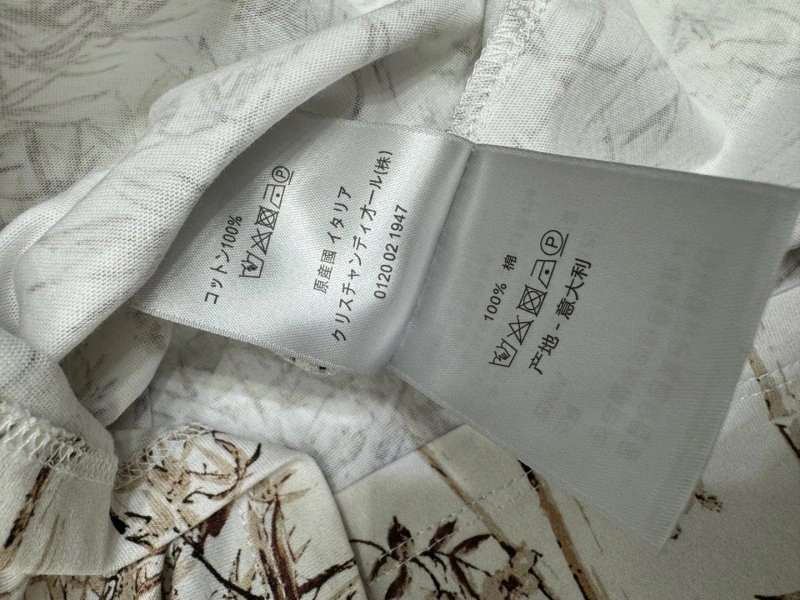 コットン100%
原産國 イタリア
クリスチャンディオール(株)
0120 02 1947
100% 棉
P
产地 - 意大利